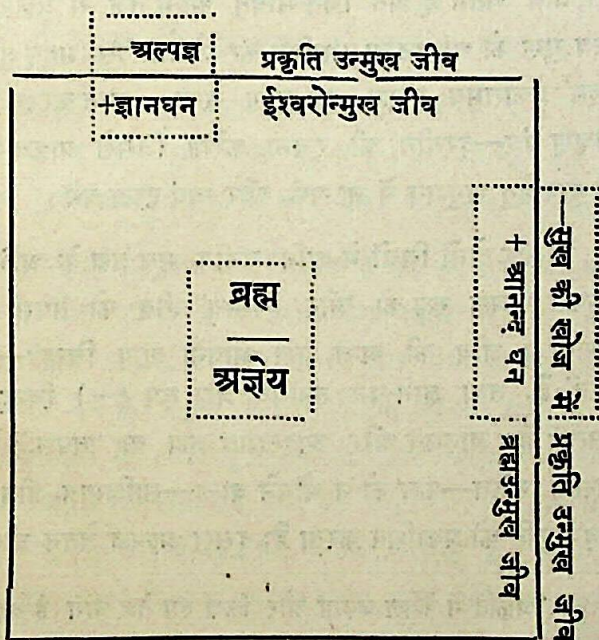 — अल्पज्ञ प्रकृति उन्मुख जीव
+ज्ञानघन ईश्वरोन्मुख जीव
ब्रह्म
अज्ञेय
—सुख की खोज में प्रकृति उन्मुख जीव
+ आनन्द घन ब्रह्मउन्मुख जीव